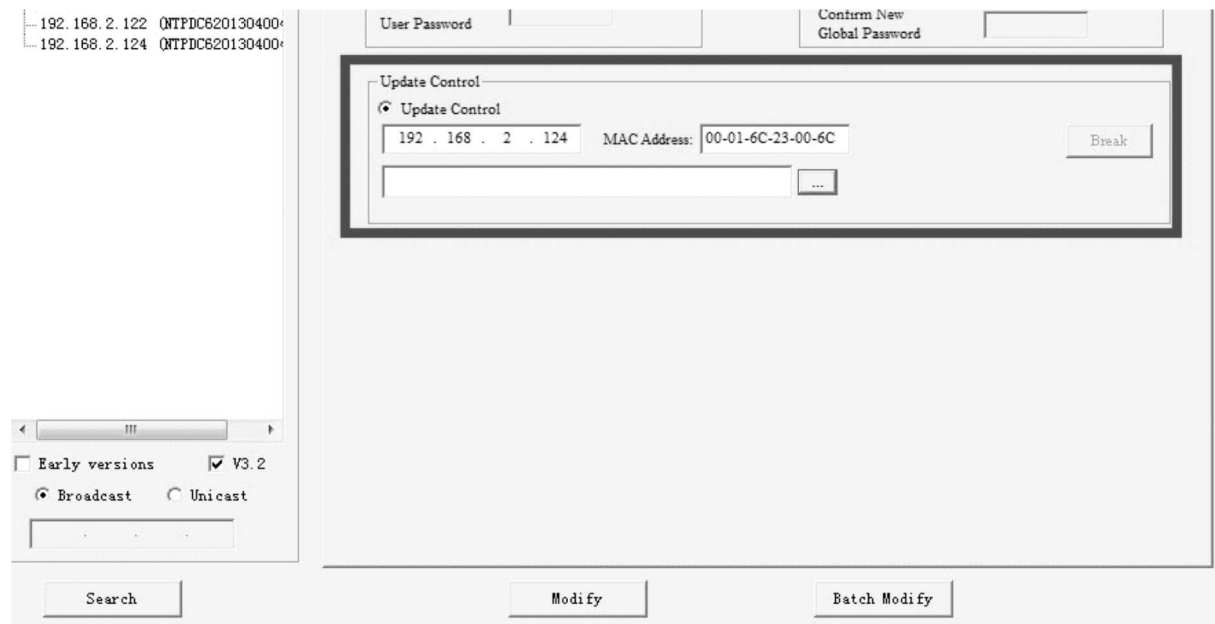 192.168.2.122 (NTPDC6201304004
192.168.2.124 (NTPDC6201304004
User Password
Confirm New
Global Password
Update Control
Update Control
192 . 168 . 2 . 124 MAC Address: 00-01-6C-23-00-6C Break
...
Early versions V3.2
Broadcast Unicast
. . .
Search Modify Batch Modify